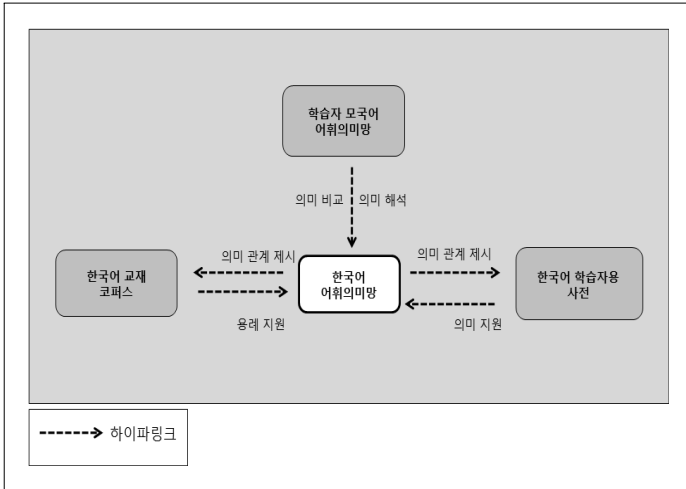 학습자 모국어
어휘의미망
의미 비교
의미 해석
의미 관계 제시
의미 관계 제시
한국어 교재
코퍼스
한국어
어휘의미망
한국어 학습자용
사전
용례 지원
의미 지원
하이파링크